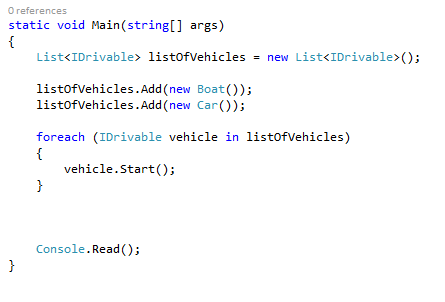 0 references
static void Main(string[] args)
{
    List<IDrivable> listOfVehicles = new List<IDrivable>();

    listOfVehicles.Add(new Boat());
    listOfVehicles.Add(new Car());

    foreach (IDrivable vehicle in listOfVehicles)
    {
        vehicle.Start();
    }


    Console.Read();
}